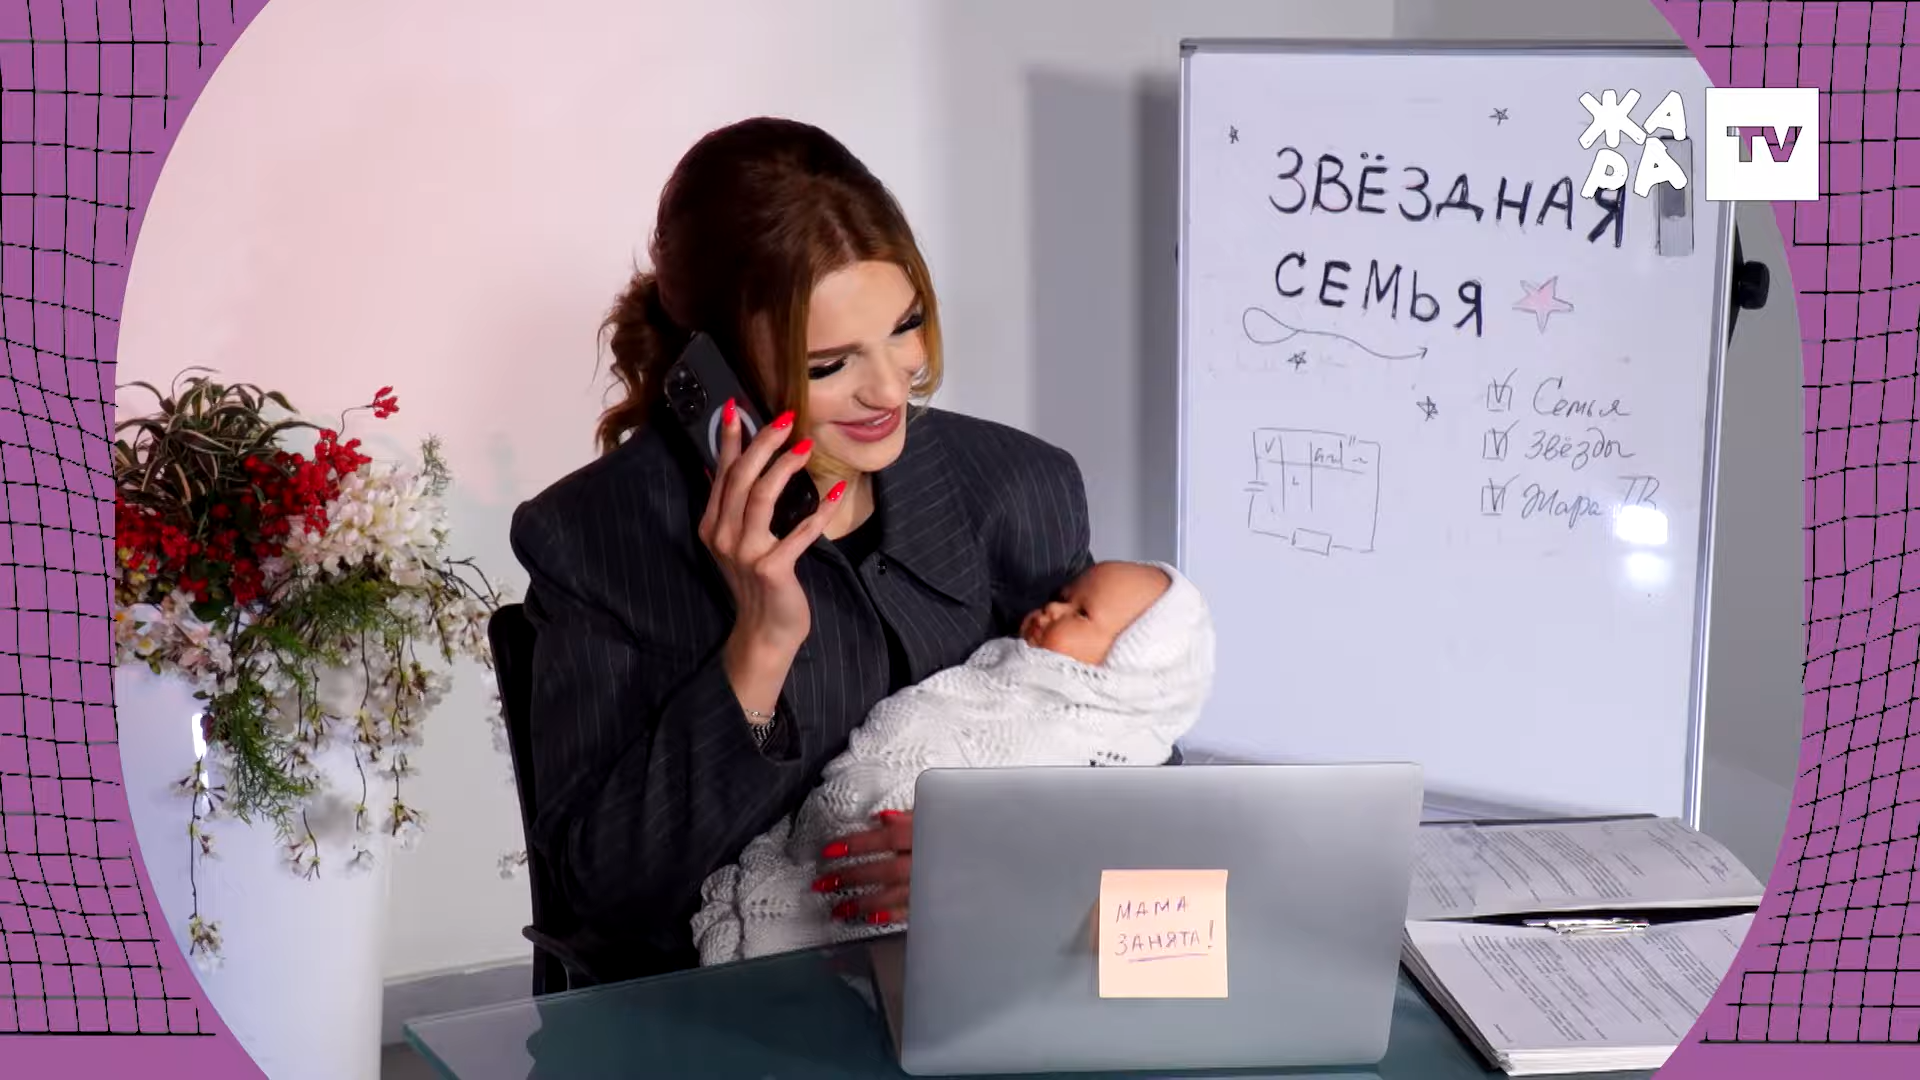 ЗВЁЗДНАЯ
СЕМЬЯ
Семья
Звёзды
Жара ТВ
ЖАРА TV
МАМА
ЗАНЯТА!